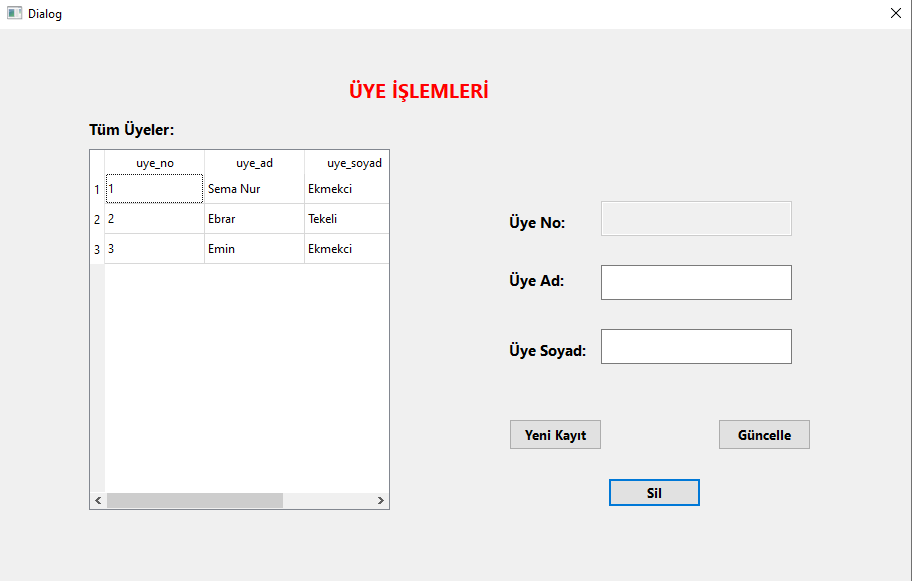 Dialog
ÜYE İŞLEMLERİ
Tüm Üyeler:
uye_no uye_ad uye_soyad
1 1 Sema Nur Ekmekci
2 2 Ebrar Tekeli
3 3 Emin Ekmekci
Üye No:
Üye Ad:
Üye Soyad:
Yeni Kayıt Güncelle
Sil